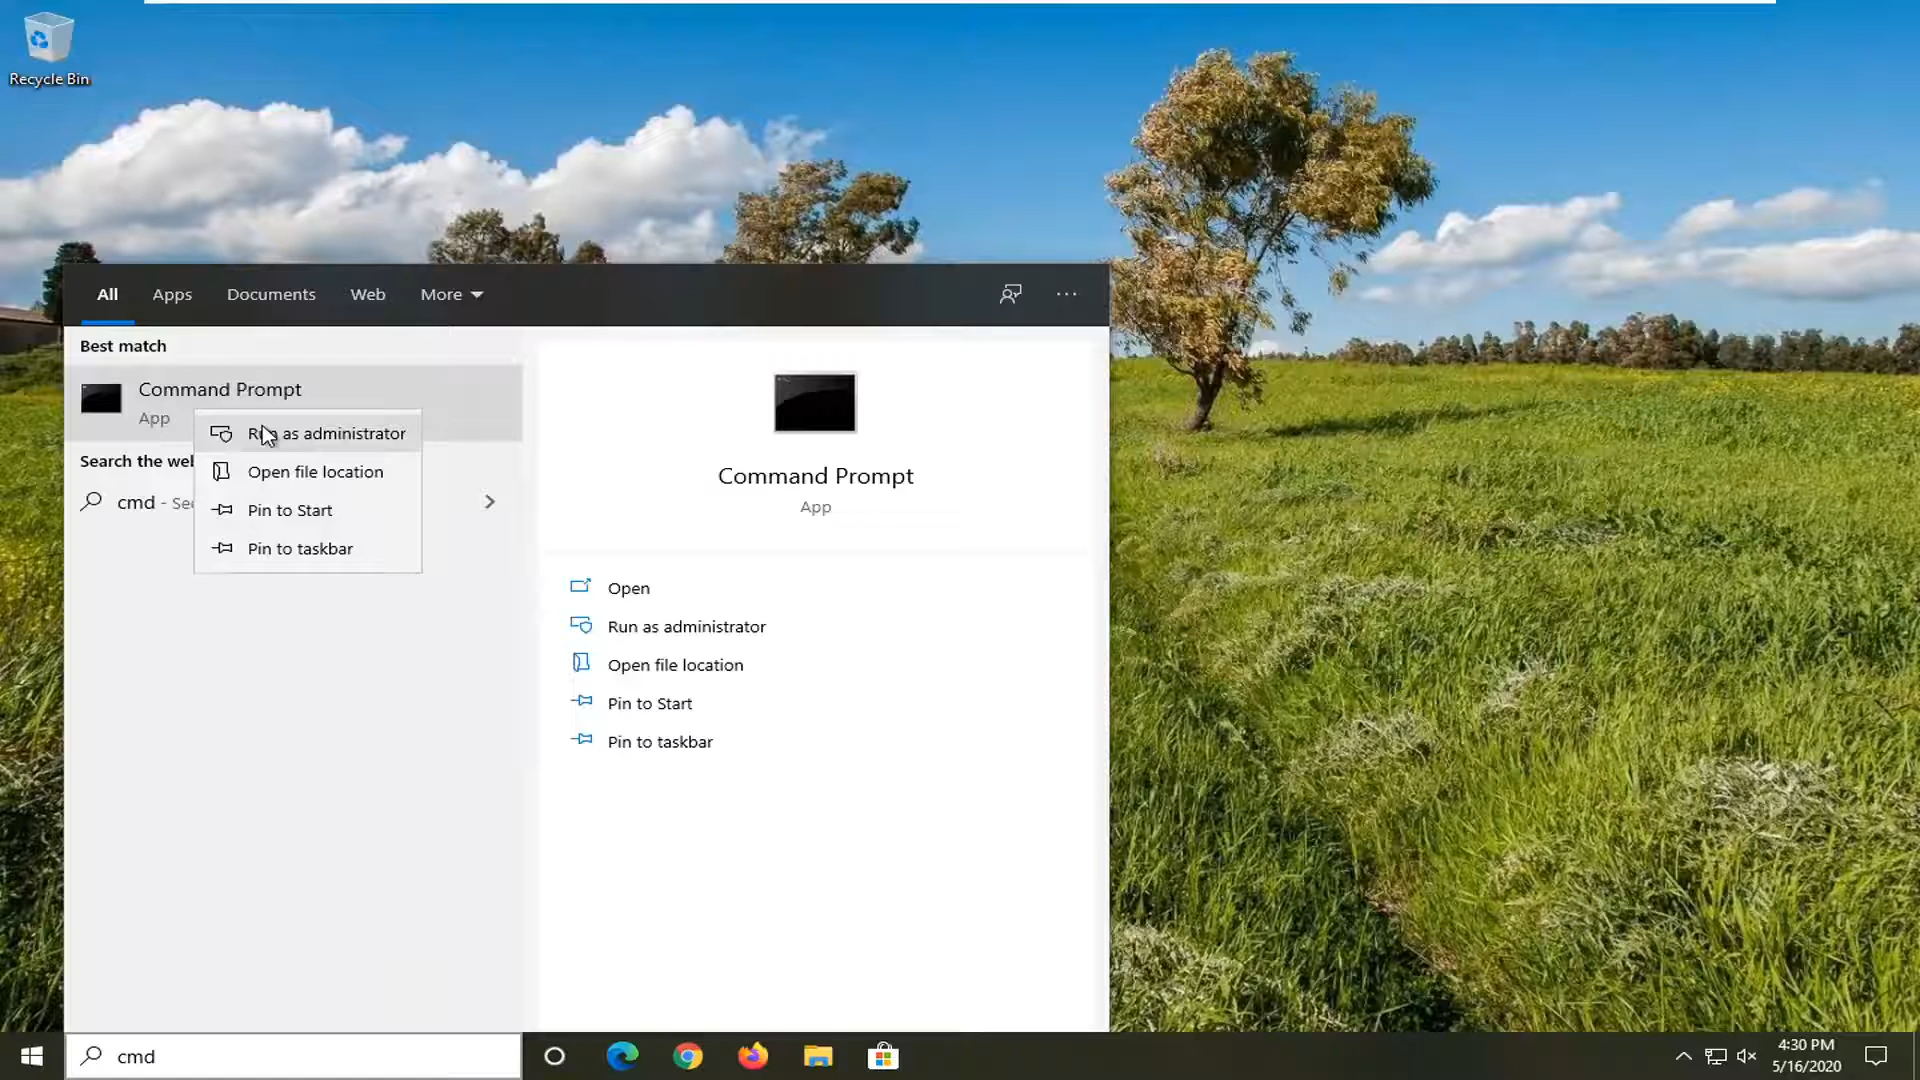 Recycle Bin
All Apps Documents Web More
Best match
Command Prompt
App
Run as administrator
Search the
Open file location
cmd -
Pin to Start
Pin to taskbar
Command Prompt
App
Open
Run as administrator
Open file location
Pin to Start
Pin to taskbar
cmd
4:30 PM
5/16/2020